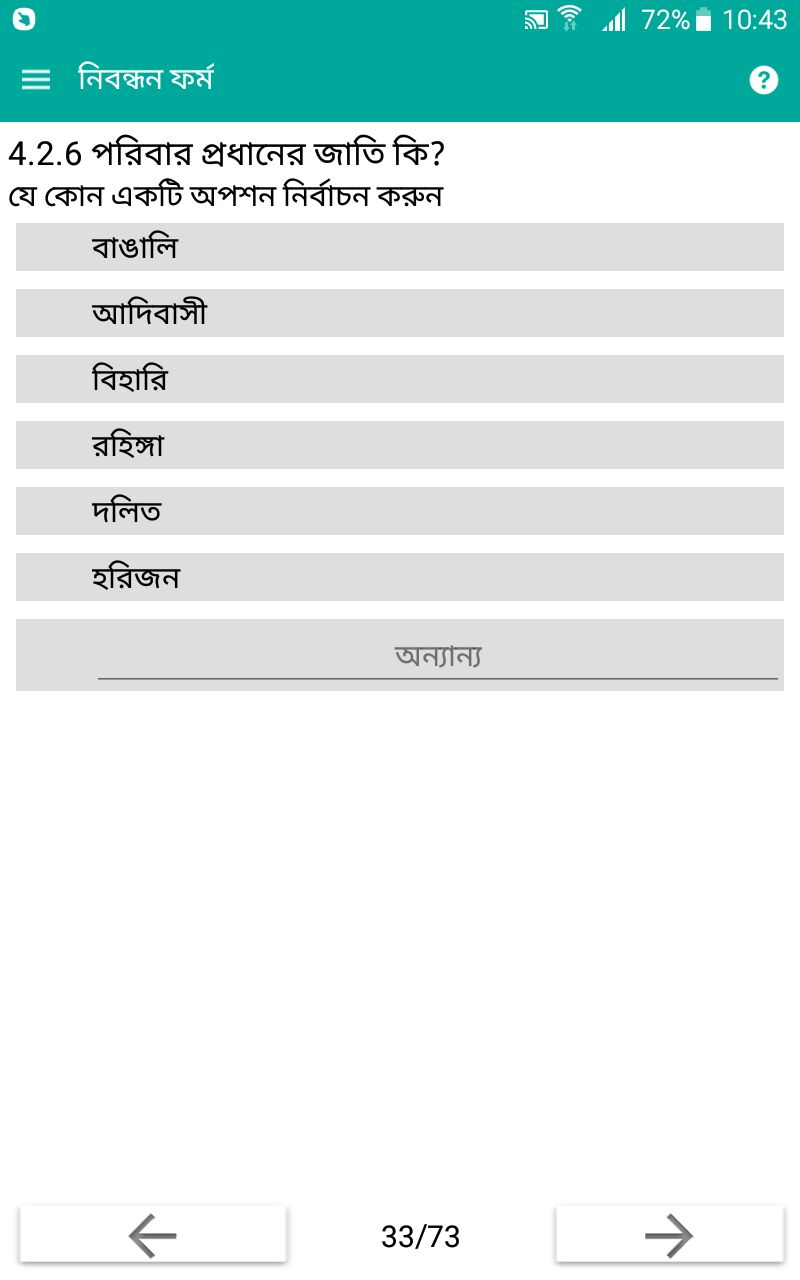 72% 10:43
নিবন্ধন ফর্ম ?
4.2.6 পরিবার প্রধানের জাতি কি?
যে কোন একটি অপশন নির্বাচন করুন
বাঙালি
আদিবাসী
বিহারি
রহিঙ্গা
দলিত
হরিজন
অন্যান্য
33/73